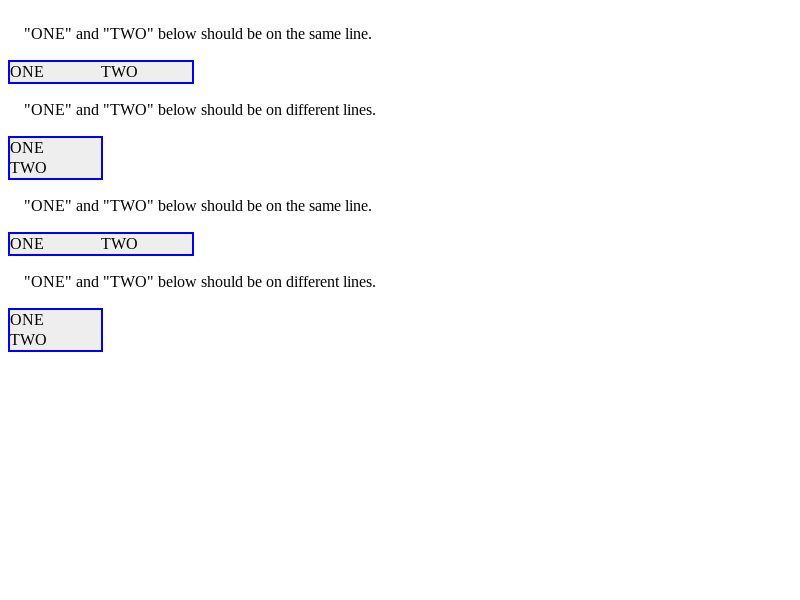 "ONE" and "TWO" below should be on the same line.
ONE TWO
"ONE" and "TWO" below should be on different lines.
ONE
TWO
"ONE" and "TWO" below should be on the same line.
ONE TWO
"ONE" and "TWO" below should be on different lines.
ONE
TWO